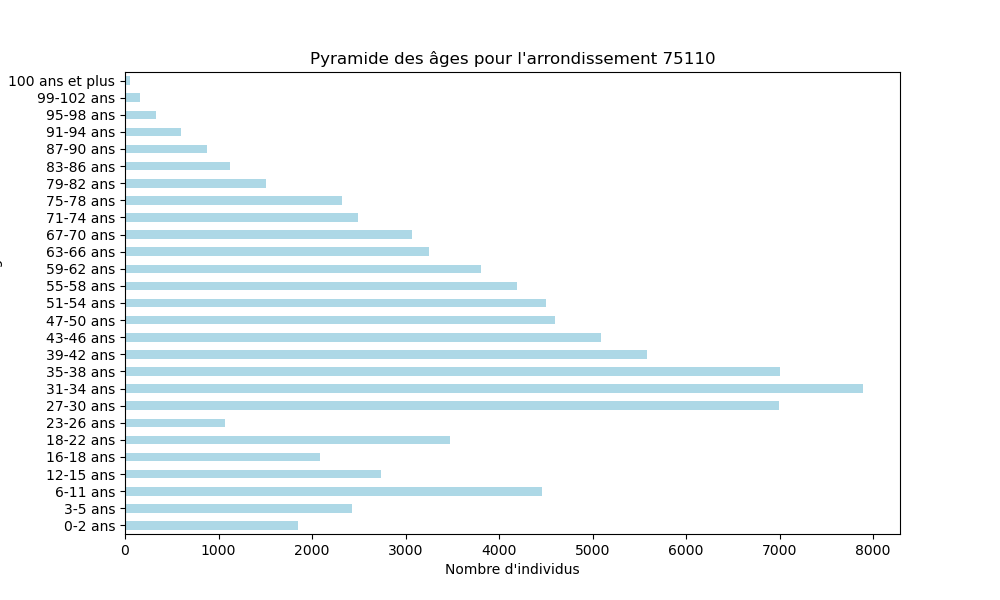 Pyramide des âges pour l'arrondissement 75110
100 ans et plus
99-102 ans
95-98 ans
91-94 ans
87-90 ans
83-86 ans
79-82 ans
75-78 ans
71-74 ans
67-70 ans
63-66 ans
59-62 ans
55-58 ans
51-54 ans
47-50 ans
43-46 ans
39-42 ans
35-38 ans
31-34 ans
27-30 ans
23-26 ans
18-22 ans
16-18 ans
12-15 ans
6-11 ans
3-5 ans
0-2 ans
0 1000 2000 3000 4000 5000 6000 7000 8000
Nombre d'individus